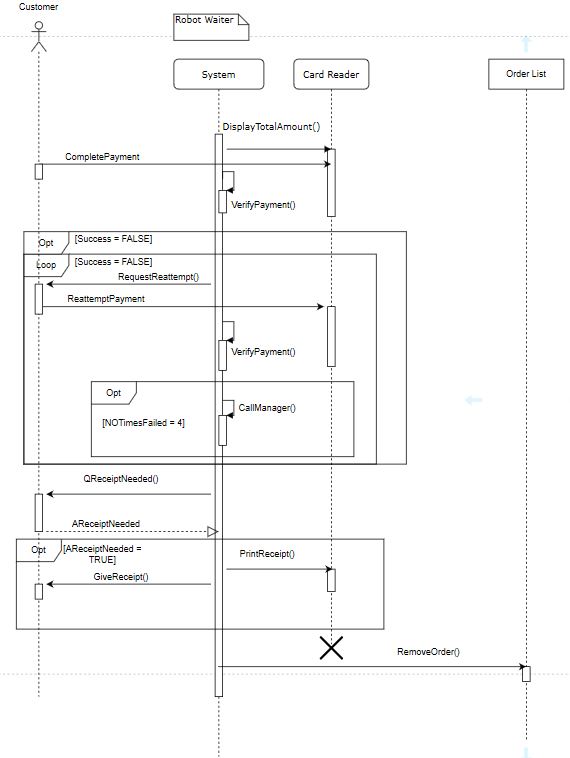 Customer
Robot Waiter
System
Card Reader
Order List
DisplayTotalAmount()
CompletePayment
VerifyPayment()
Opt
[Success = FALSE]
Loop
[Success = FALSE]
RequestReattempt()
ReattemptPayment
VerifyPayment()
Opt
CallManager()
[NOTimesFailed = 4]
QReceiptNeeded()
AReceiptNeeded
Opt
[AReceiptNeeded =
TRUE]
PrintReceipt()
GiveReceipt()
RemoveOrder()